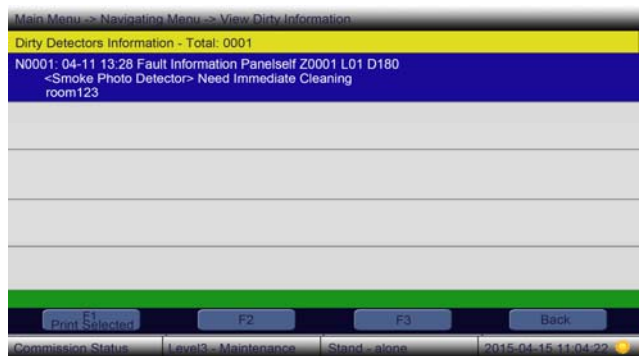 Main Menu -> Navigating Menu -> View Dirty Information
Dirty Detectors Information - Total: 0001
N0001: 04-11 13:28 Fault Information Panelself Z0001 L01 D180
<Smoke Photo Detector> Need Immediate Cleaning
room123
F1
Print Selected
F2
F3
Back
Commission Status
Level3 - Maintenance
Stand - alone
2015-04-15 11:04:22